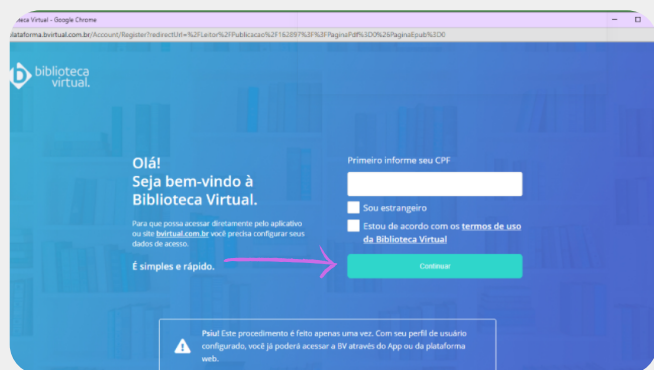 oteca Virtual - Google Chrome
plataforma.bvirtual.com.br/Account/Register?redirectUrl=%2FLeitor%2FPublicacao%2F162897%3F%3FPaginaPdf%3D0%26PaginaEpub%3D0
biblioteca
virtual.
Olá!
Seja bem-vindo à
Biblioteca Virtual.
Para que possa acessar diretamente pelo aplicativo
ou site bvirtual.com.br você precisa configurar seus
dados de acesso.
É simples e rápido.
Primeiro informe seu CPF
Sou estrangeiro
Estou de acordo com os termos de uso
da Biblioteca Virtual
Continuar
Psiu! Este procedimento é feito apenas uma vez. Com seu perfil de usuário
configurado, você já poderá acessar a BV através do App ou da plataforma
web.